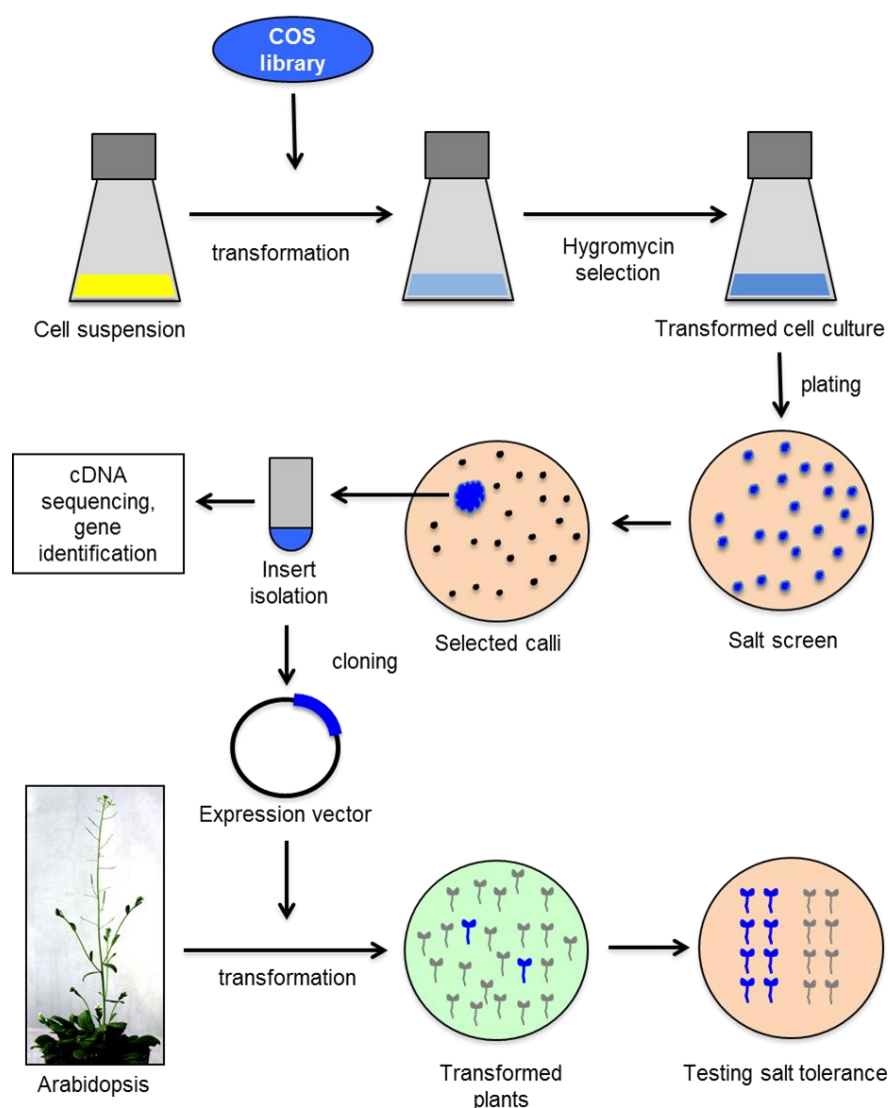 COS
library
transformation
Hygromycin
selection
Cell suspension
Transformed cell culture
plating
cDNA
sequencing,
gene
identification
Insert
isolation
Selected calli
Salt screen
cloning
Expression vector
transformation
Arabidopsis
Transformed
plants
Testing salt tolerance